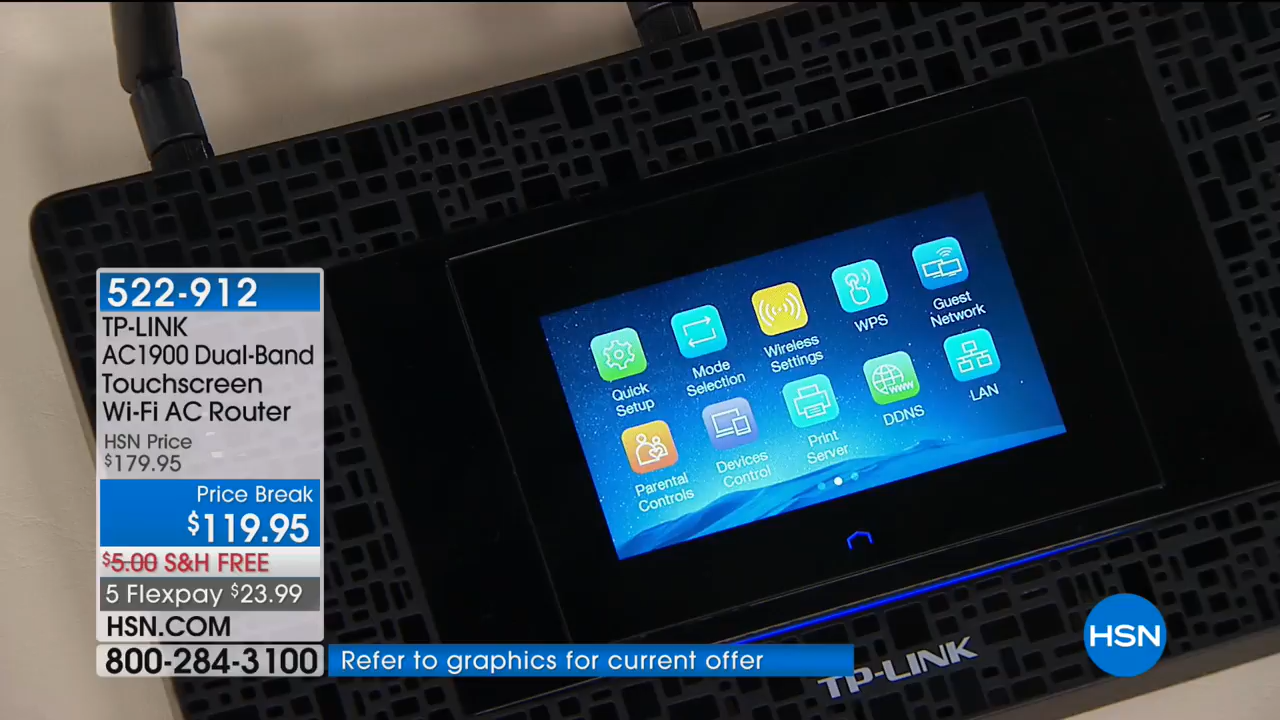 522-912
TP-LINK
AC1900 Dual-Band
Touchscreen
Wi-Fi AC Router
HSN Price
$179.95
Price Break
$119.95
$5.00 S&H FREE
5 Flexpay $23.99
HSN.COM
800-284-3100
Refer to graphics for current offer
Quick
Setup
Mode
Selection
Wireless
Settings
WPS
Guest
Network
Parental
Controls
Devices
Control
Print
Server
www
DDNS
LAN
TP-LINK
HSN